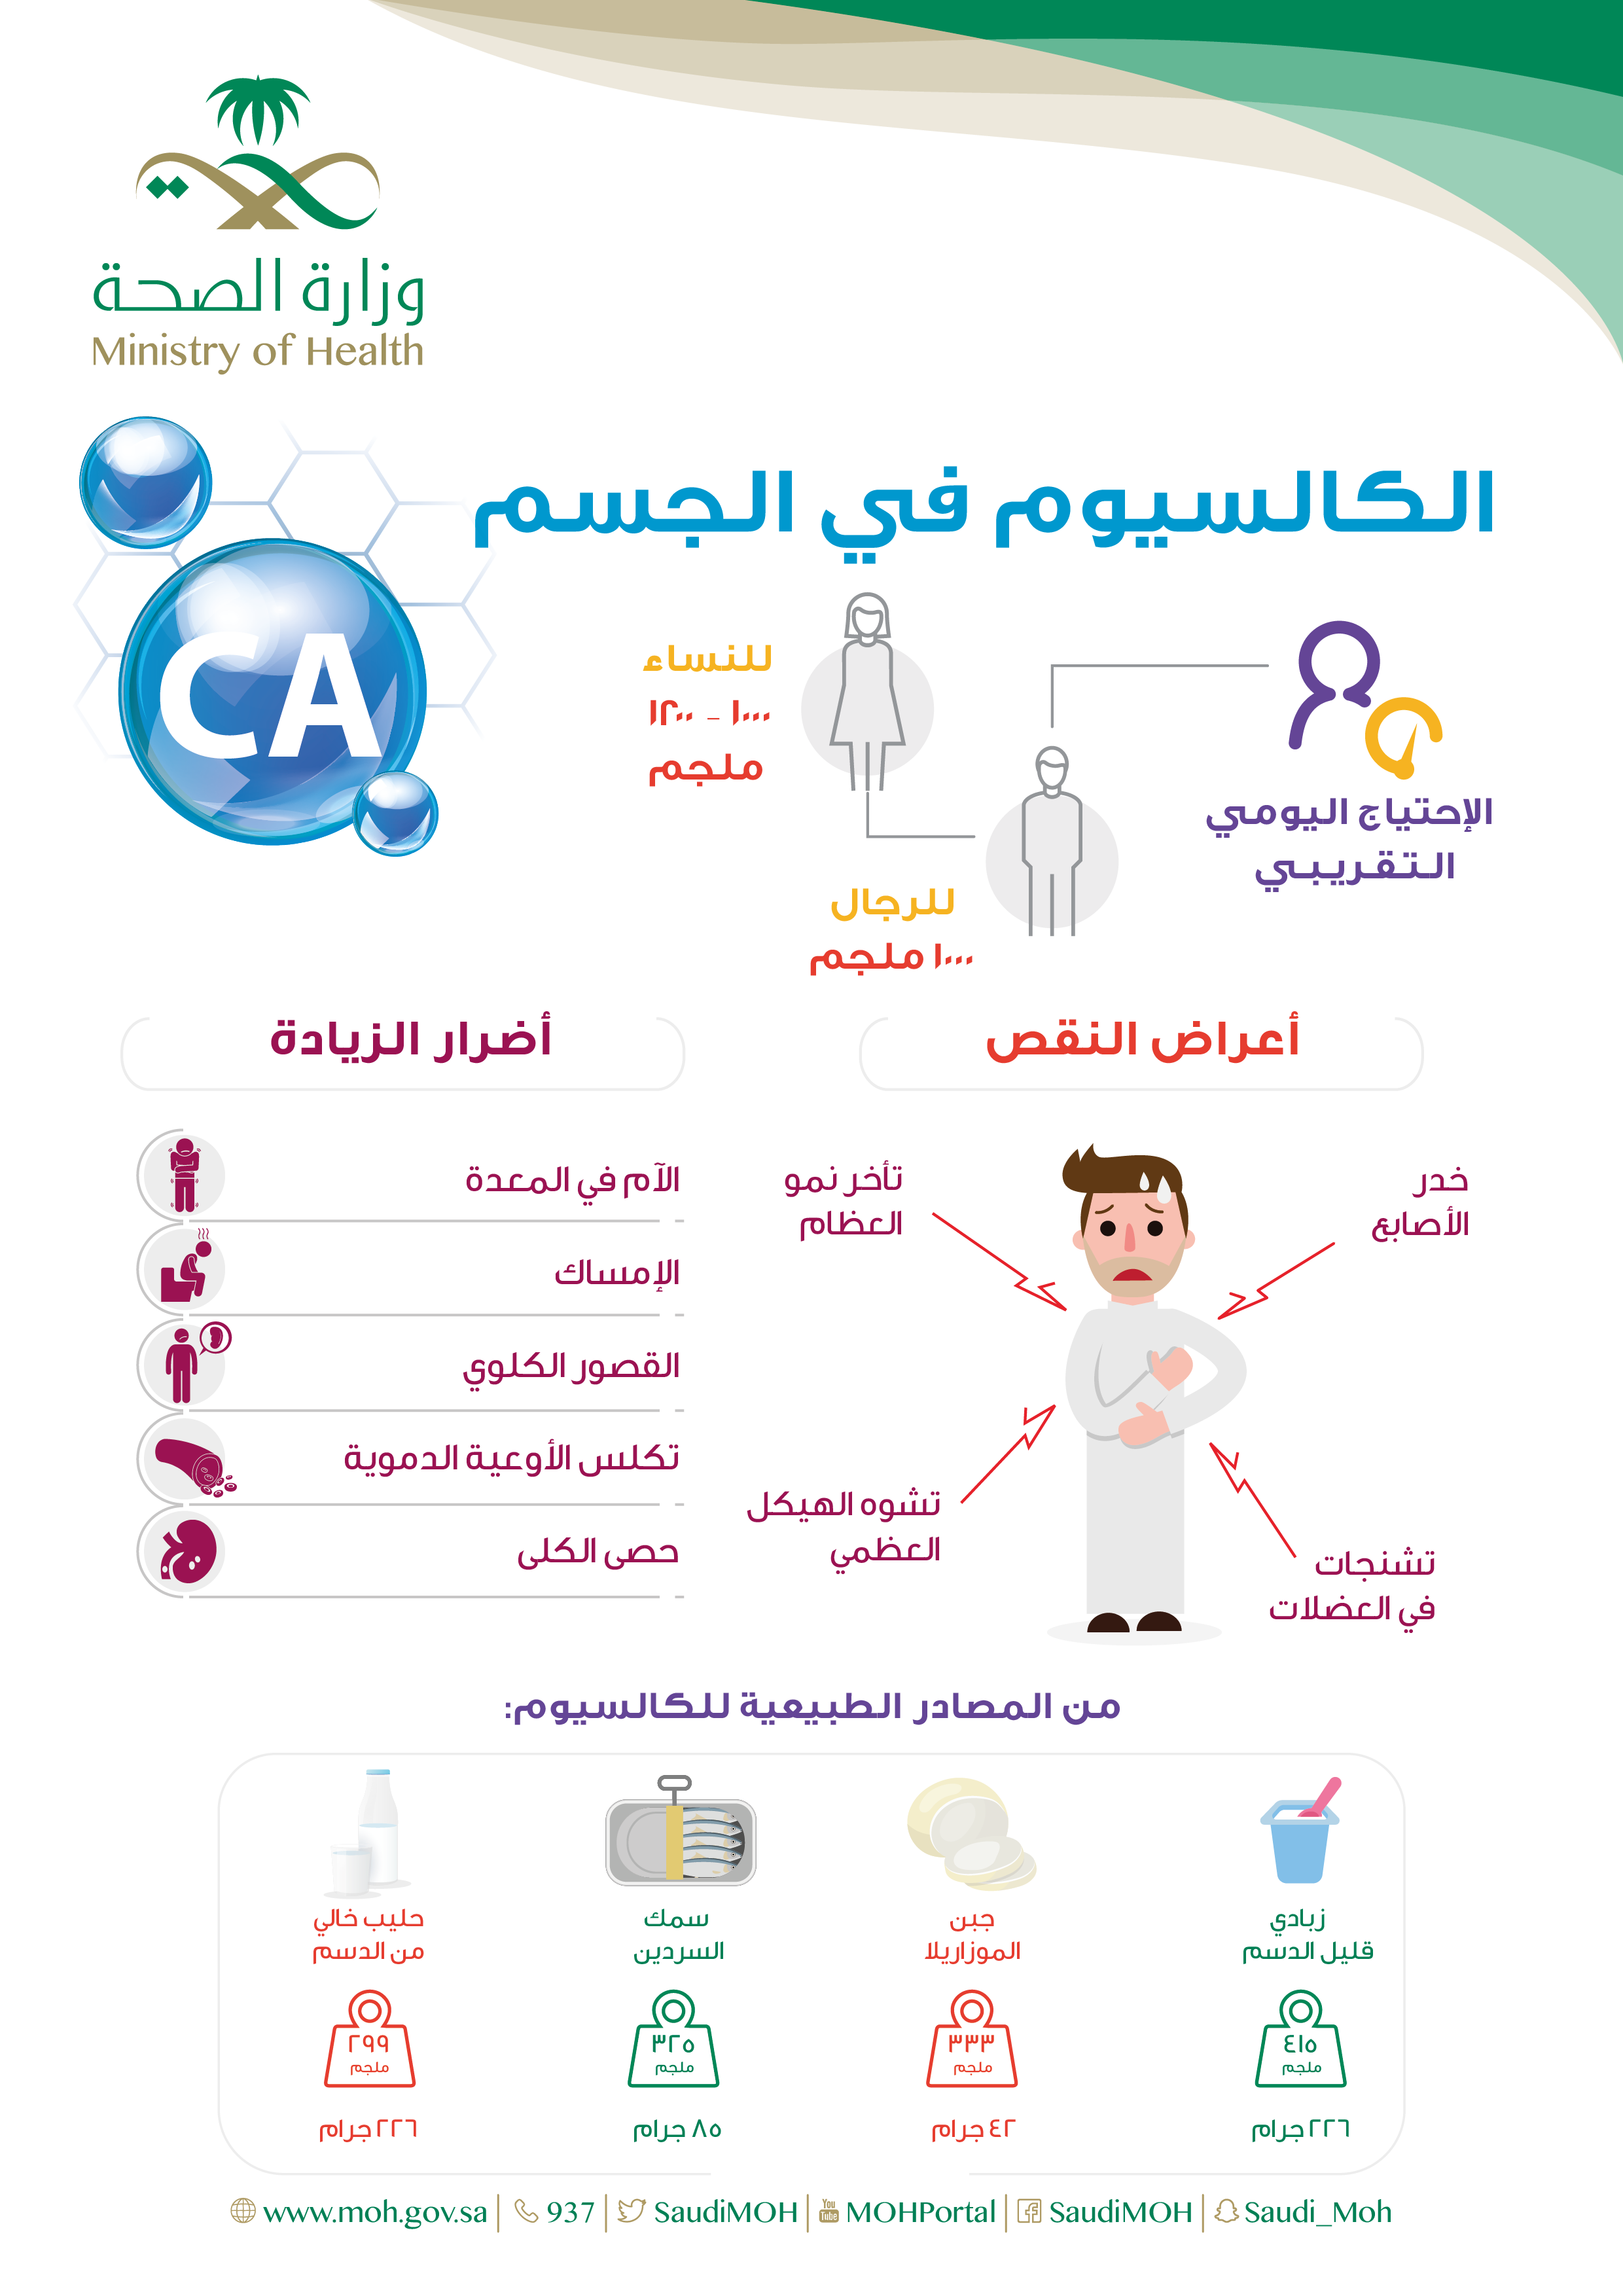 وزارة الصحة
Ministry of Health
الكالسيوم في الجسم
CA
الإحتياج اليومي
التقريبي
للنساء
١٠٠٠ - ١٢٠٠
ملجم
للرجال
١٠٠٠ ملجم
أعراض النقص
خدر
الأصابع
تأخر نمو
العظام
تشوه الهيكل
العظمي
تشنجات
في العضلات
أضرار الزيادة
الآم في المعدة
الإمساك
القصور الكلوي
تكلس الأوعية الدموية
حصى الكلى
من المصادر الطبيعية للكالسيوم:
زبادي
قليل الدسم
٤١٥
ملجم
٢٢٦ جرام
جبن
الموزاريلا
٣٣٣
ملجم
٤٢ جرام
سمك
السردين
٣٢٥
ملجم
٨٥ جرام
حليب خالي
من الدسم
٢٩٩
ملجم
٢٢٦ جرام
www.moh.gov.sa | 937 | SaudiMOH | You Tube MOHPortal | SaudiMOH | Saudi_Moh